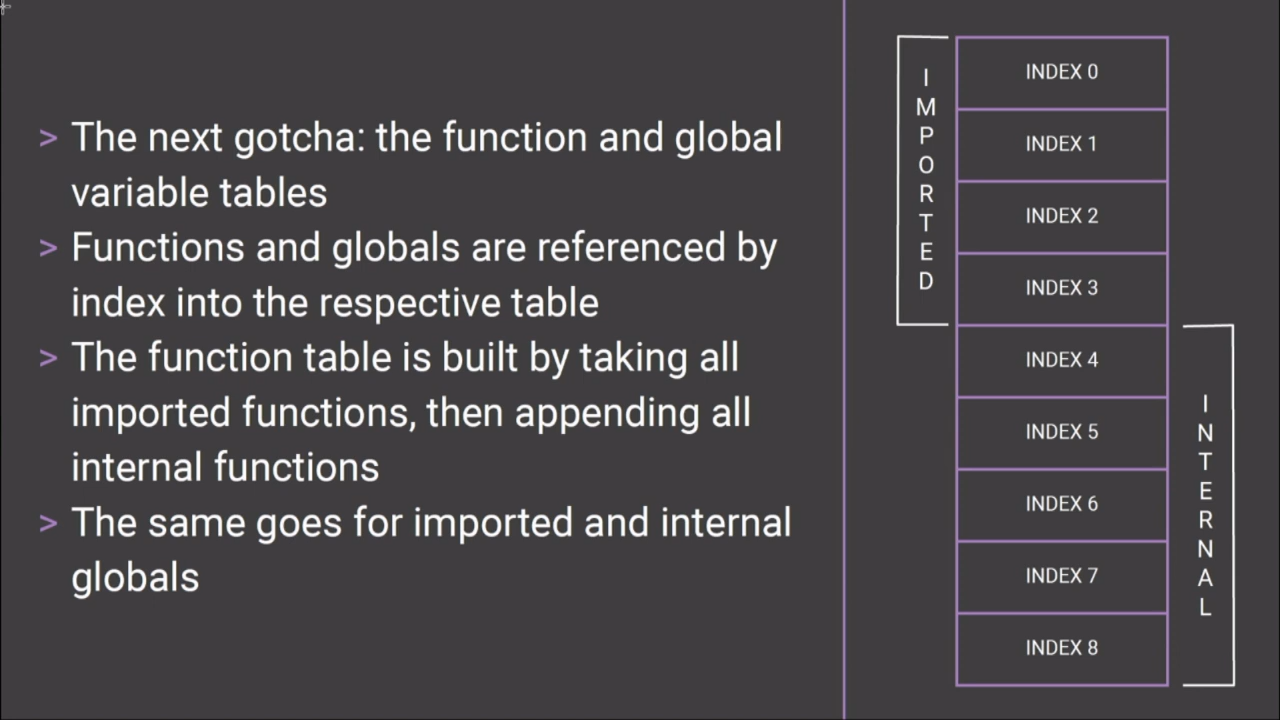 > The next gotcha: the function and global
variable tables
> Functions and globals are referenced by
index into the respective table
> The function table is built by taking all
imported functions, then appending all
internal functions
> The same goes for imported and internal
globals
IMPORTED
INDEX 0
INDEX 1
INDEX 2
INDEX 3
INDEX 4
INDEX 5
INDEX 6
INDEX 7
INDEX 8
INTERNAL